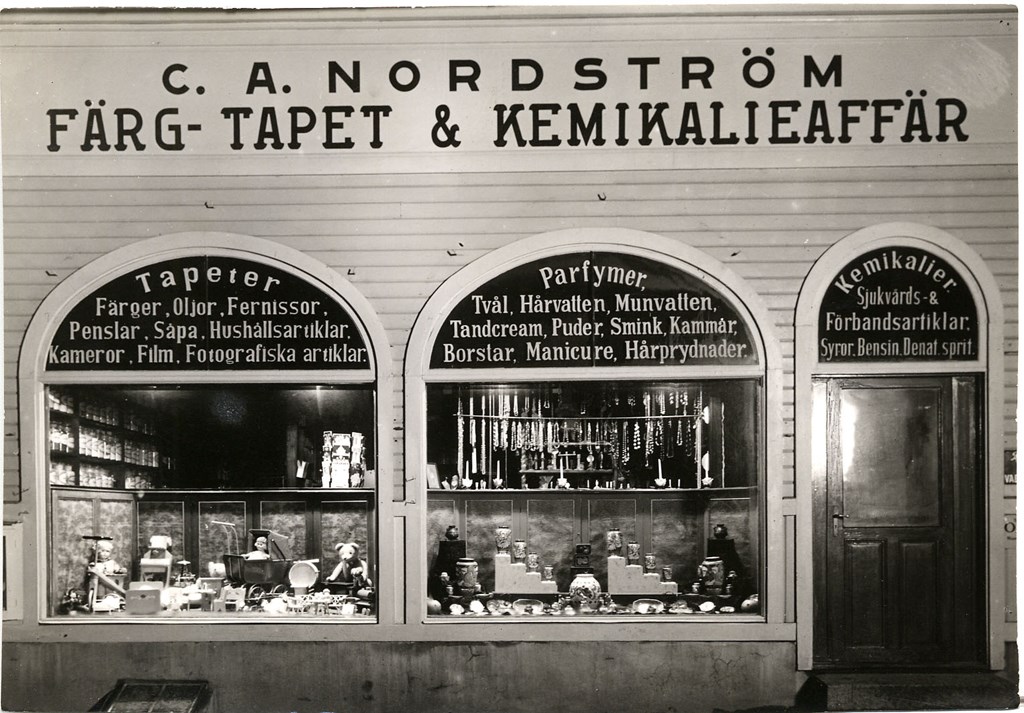 C. A. NORDSTRÖM
FÄRG- TAPET & KEMIKALIEAFFÄR
Tapeter
Färger, Oljor, Fernissor,
Penslar, Såpa, Hushållsartiklar,
Kameror, Film, Fotografiska artiklar.
Parfymer,
Tvål, Hårvatten, Munvatten,
Tandcream, Puder, Smink, Kammar,
Borstar, Manicure, Hårprydnader.
Kemikalier.
Sjukvårds- &
Förbandsartiklar.
Syror. Bensin. Denat. sprit.